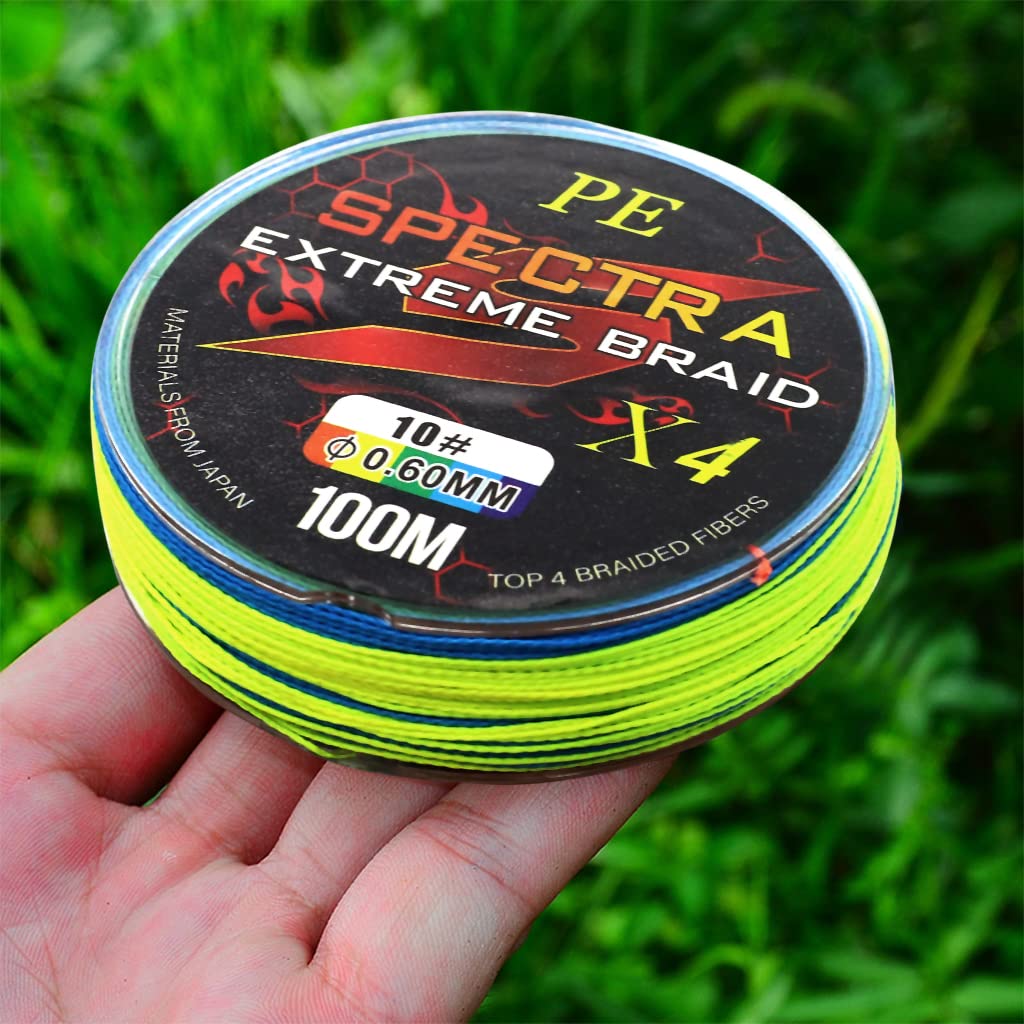 PE
SPECTRA
EXTREME BRAID
X4
10#
Φ 0.60MM
100M
MATERIALS FROM JAPAN
TOP 4 BRAIDED FIBERS